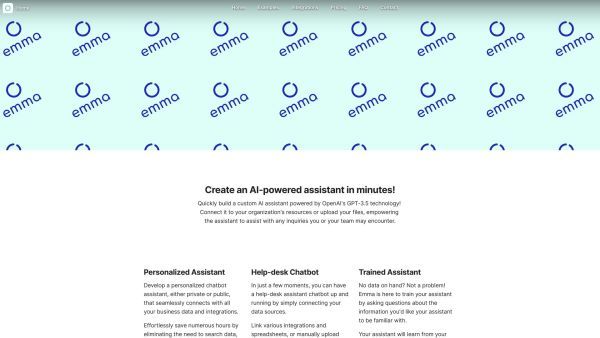 emma Home Examples Integrations Pricing FAQ Contact
emma emma emma emma emma emma emma emma
emma emma emma emma emma emma emma emma
Create an AI-powered assistant in minutes!
Quickly build a custom AI assistant powered by OpenAI's GPT-3.5 technology!
Connect it to your organization's resources or upload your files, empowering
the assistant to assist with any inquiries you or your team may encounter.
Personalized Assistant
Develop a personalized chatbot
assistant, either private or public,
that seamlessly connects with all
your business data and integrations.
Effortlessly save numerous hours by
eliminating the need to search data,
Help-desk Chatbot
In just a few moments, you can have
a help-desk assistant chatbot up and
running by simply connecting your
data sources.
Link various integrations and
spreadsheets, or manually upload
Trained Assistant
No data on hand? Not a problem!
Emma is here to train your assistant
by asking questions about the
information you'd like your assistant
to be familiar with.
Your assistant will learn from your